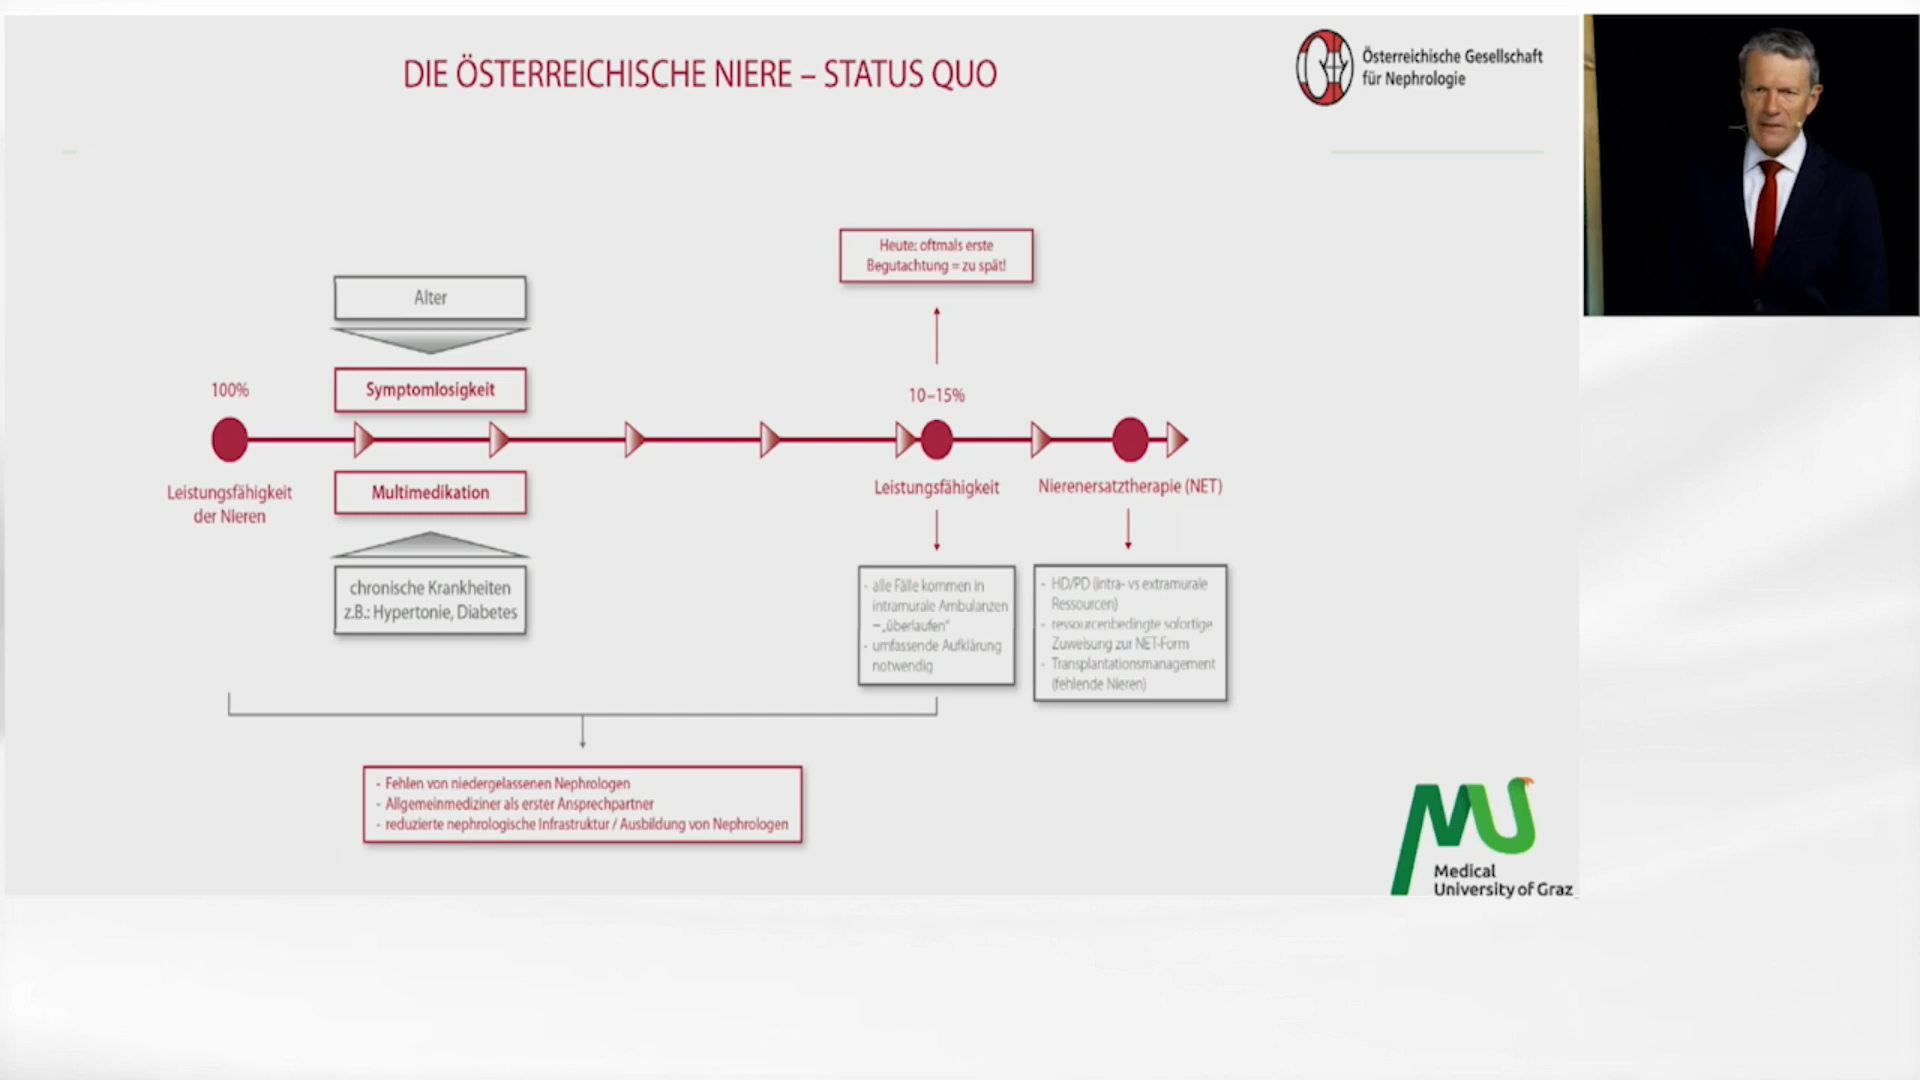 DIE ÖSTERREICHISCHE NIERE – STATUS QUO
Österreichische Gesellschaft
für Nephrologie
Heute: oftmals erste
Begutachtung = zu spät!
Alter
Symptomlosigkeit
100%
10–15%
Leistungsfähigkeit
der Nieren
Multimedikation
Leistungsfähigkeit
Nierenersatztherapie (NET)
chronische Krankheiten
z.B.: Hypertonie, Diabetes
- alle Fälle kommen in
intramurale Ambulanzen
– „überlaufen“
- umfassende Aufklärung
notwendig
- HD/PD (intra- vs extramurale
Ressourcen)
- ressourcenbedingte sofortige
Zuweisung zur NET-Form
- Transplantationsmanagement
(fehlende Nieren)
- Fehlen von niedergelassenen Nephrologen
- Allgemeinmediziner als erster Ansprechpartner
- reduzierte nephrologische Infrastruktur / Ausbildung von Nephrologen
MU
Medical
University of Graz